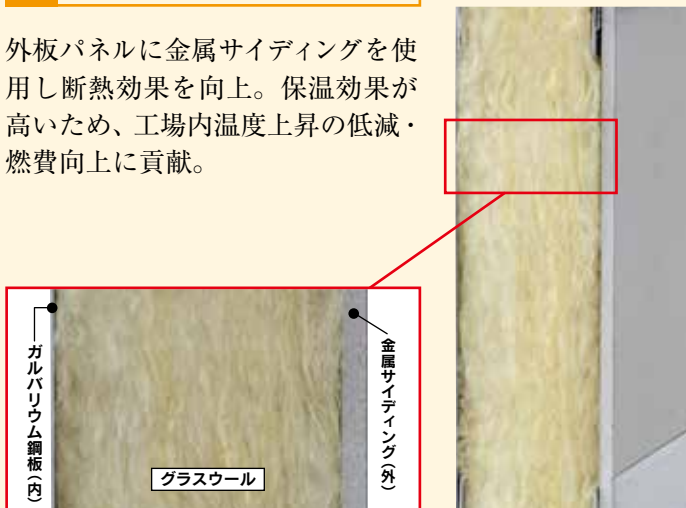 外板パネルに金属サイディングを使
用し断熱効果を向上。保温効果が
高いため、工場内温度上昇の低減・
燃費向上に貢献。
ガルバリウム鋼板（内）
グラスウール
金属サイディング（外）